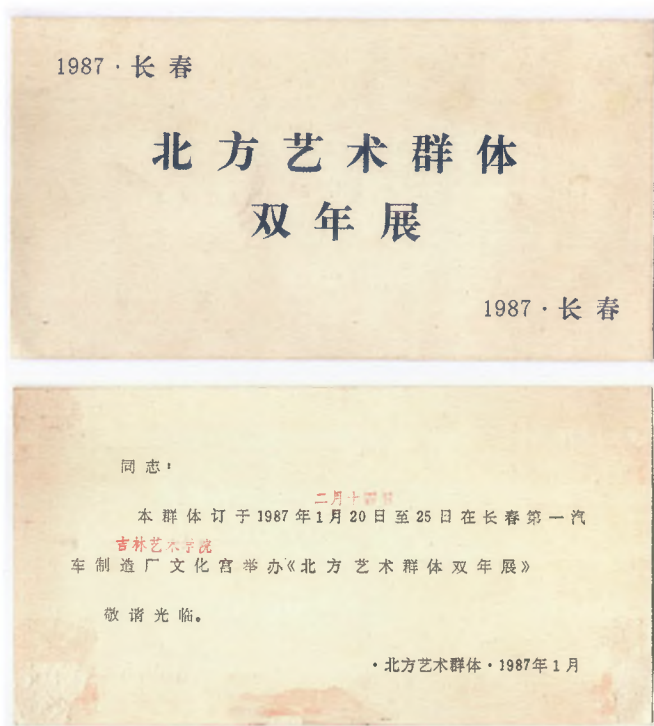 1987·长春
北方艺术群体
双年展
1987·长春
同志：
二月十
本群体订于1987年1月20日至25日在长春第一汽
吉林艺术学院
车制造厂文化宫举办《北方艺术群体双年展》
敬请光临。
·北方艺术群体·1987年1月